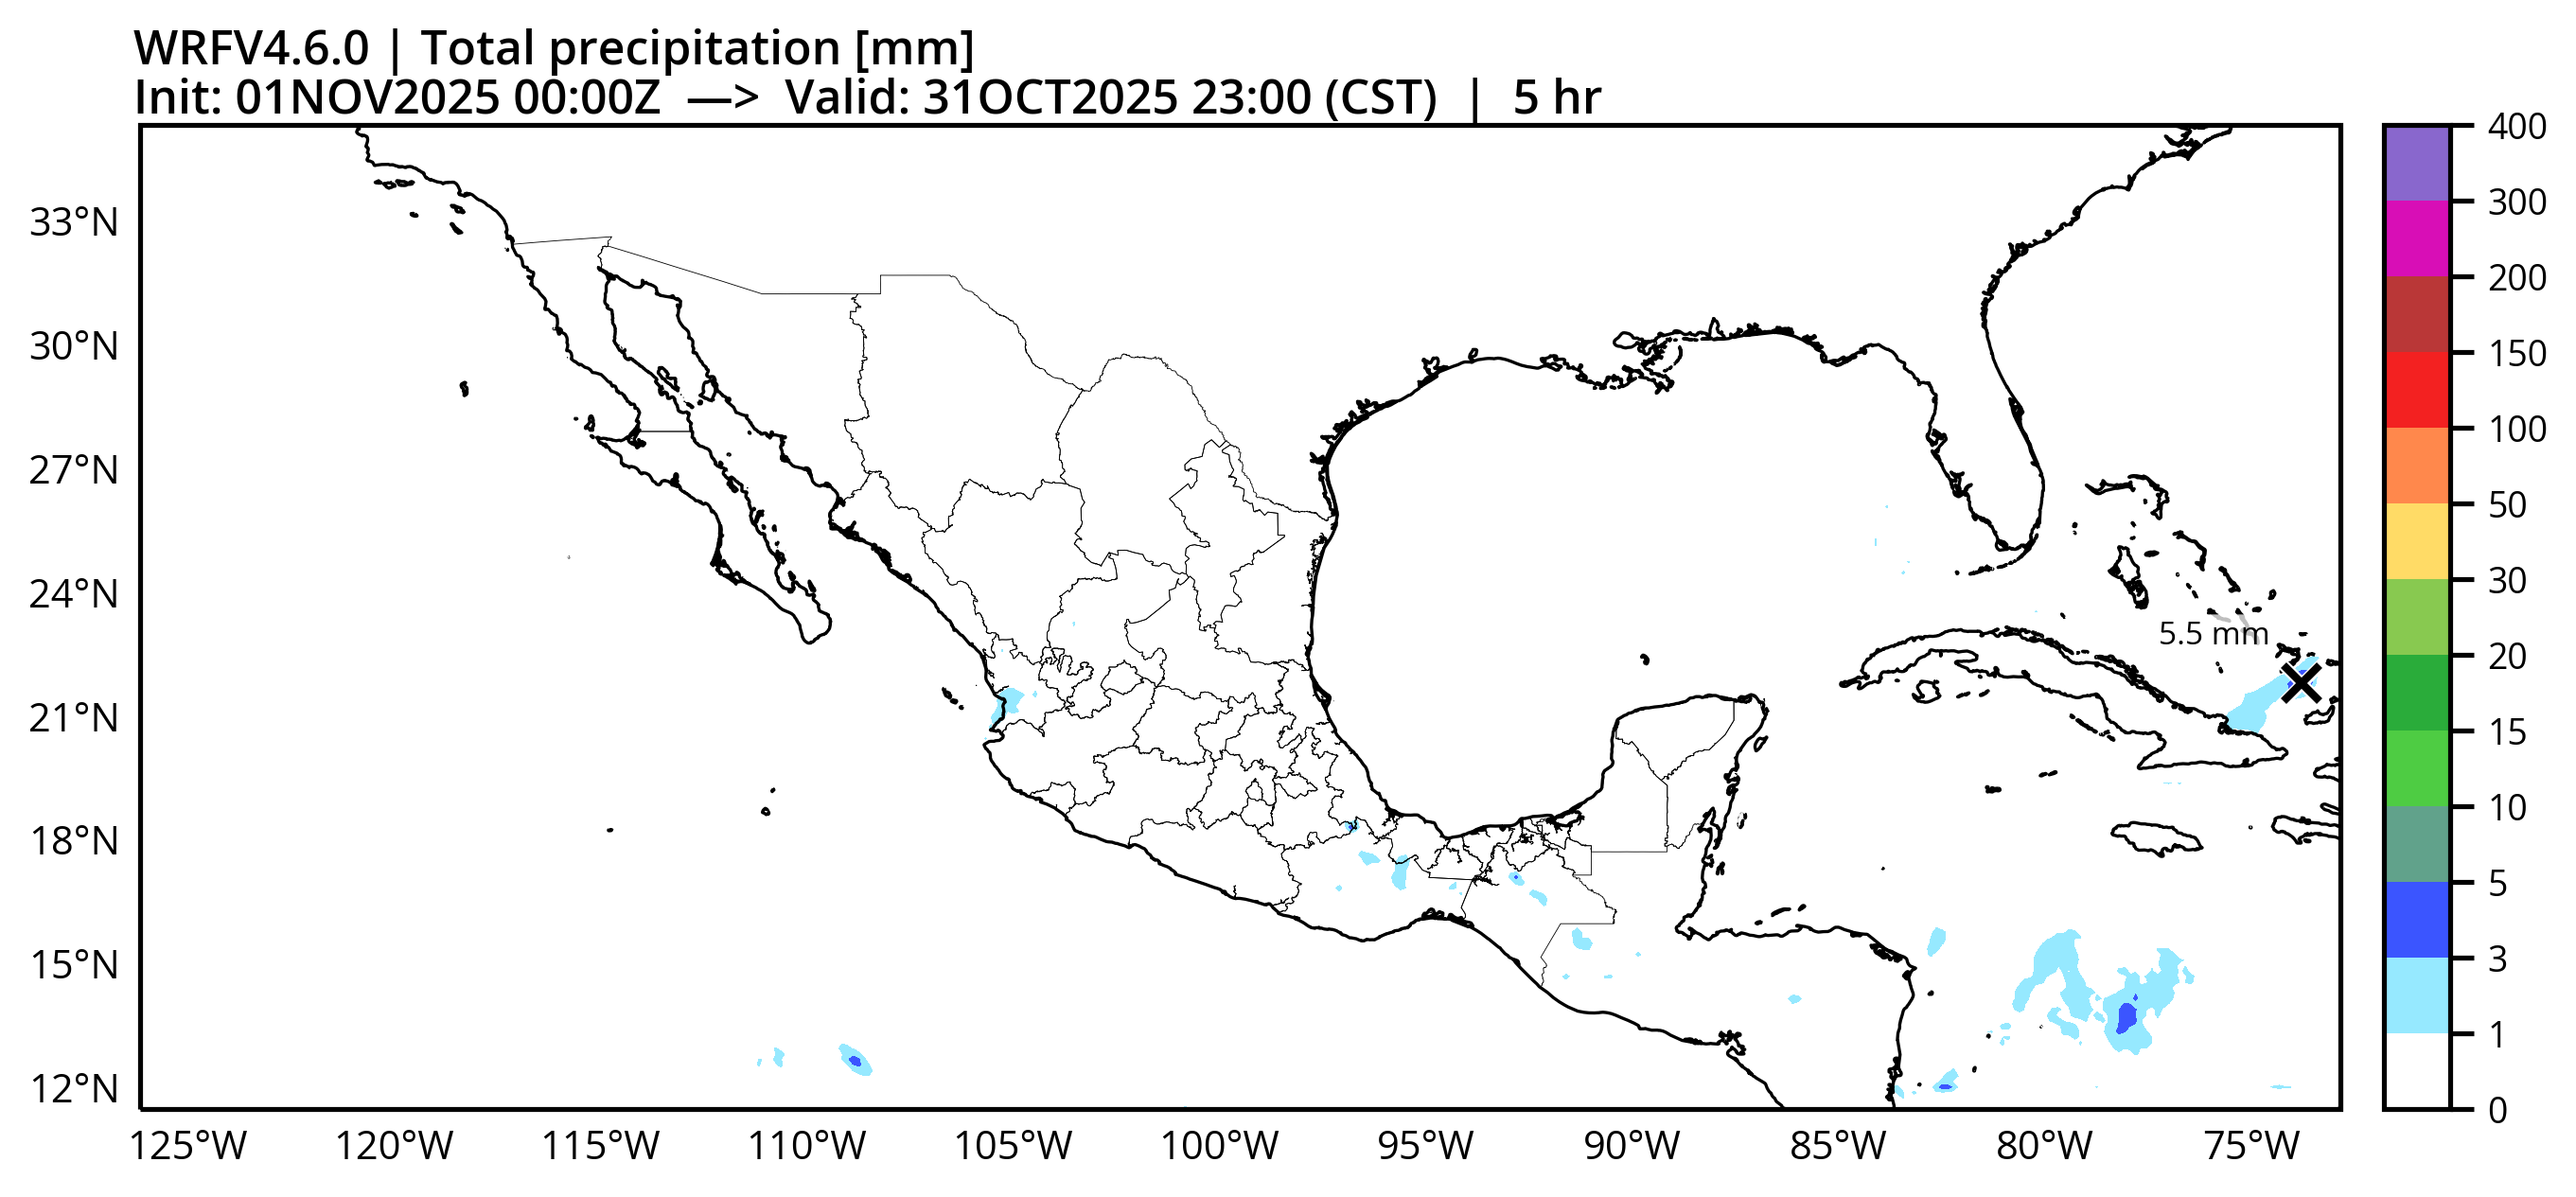 WRFV4.6.0 | Total precipitation [mm]
Init: 01NOV2025 00:00Z —> Valid: 31OCT2025 23:00 (CST) | 5 hr
33°N
30°N
27°N
24°N
21°N
18°N
15°N
12°N
125°W 120°W 115°W 110°W 105°W 100°W 95°W 90°W 85°W 80°W 75°W
5.5 mm
400
300
200
150
100
50
30
20
15
10
5
3
1
0